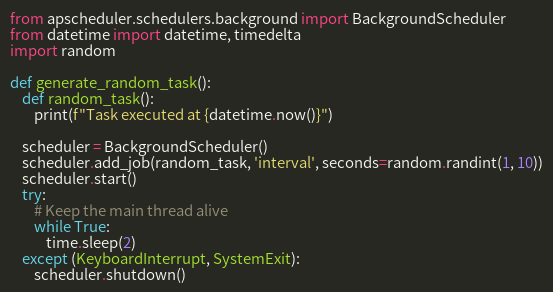 from apscheduler.schedulers.background import BackgroundScheduler
from datetime import datetime, timedelta
import random

def generate_random_task():
    def random_task():
        print(f"Task executed at {datetime.now()}")

    scheduler = BackgroundScheduler()
    scheduler.add_job(random_task, 'interval', seconds=random.randint(1, 10))
    scheduler.start()
    try:
        # Keep the main thread alive
        while True:
            time.sleep(2)
    except (KeyboardInterrupt, SystemExit):
        scheduler.shutdown()